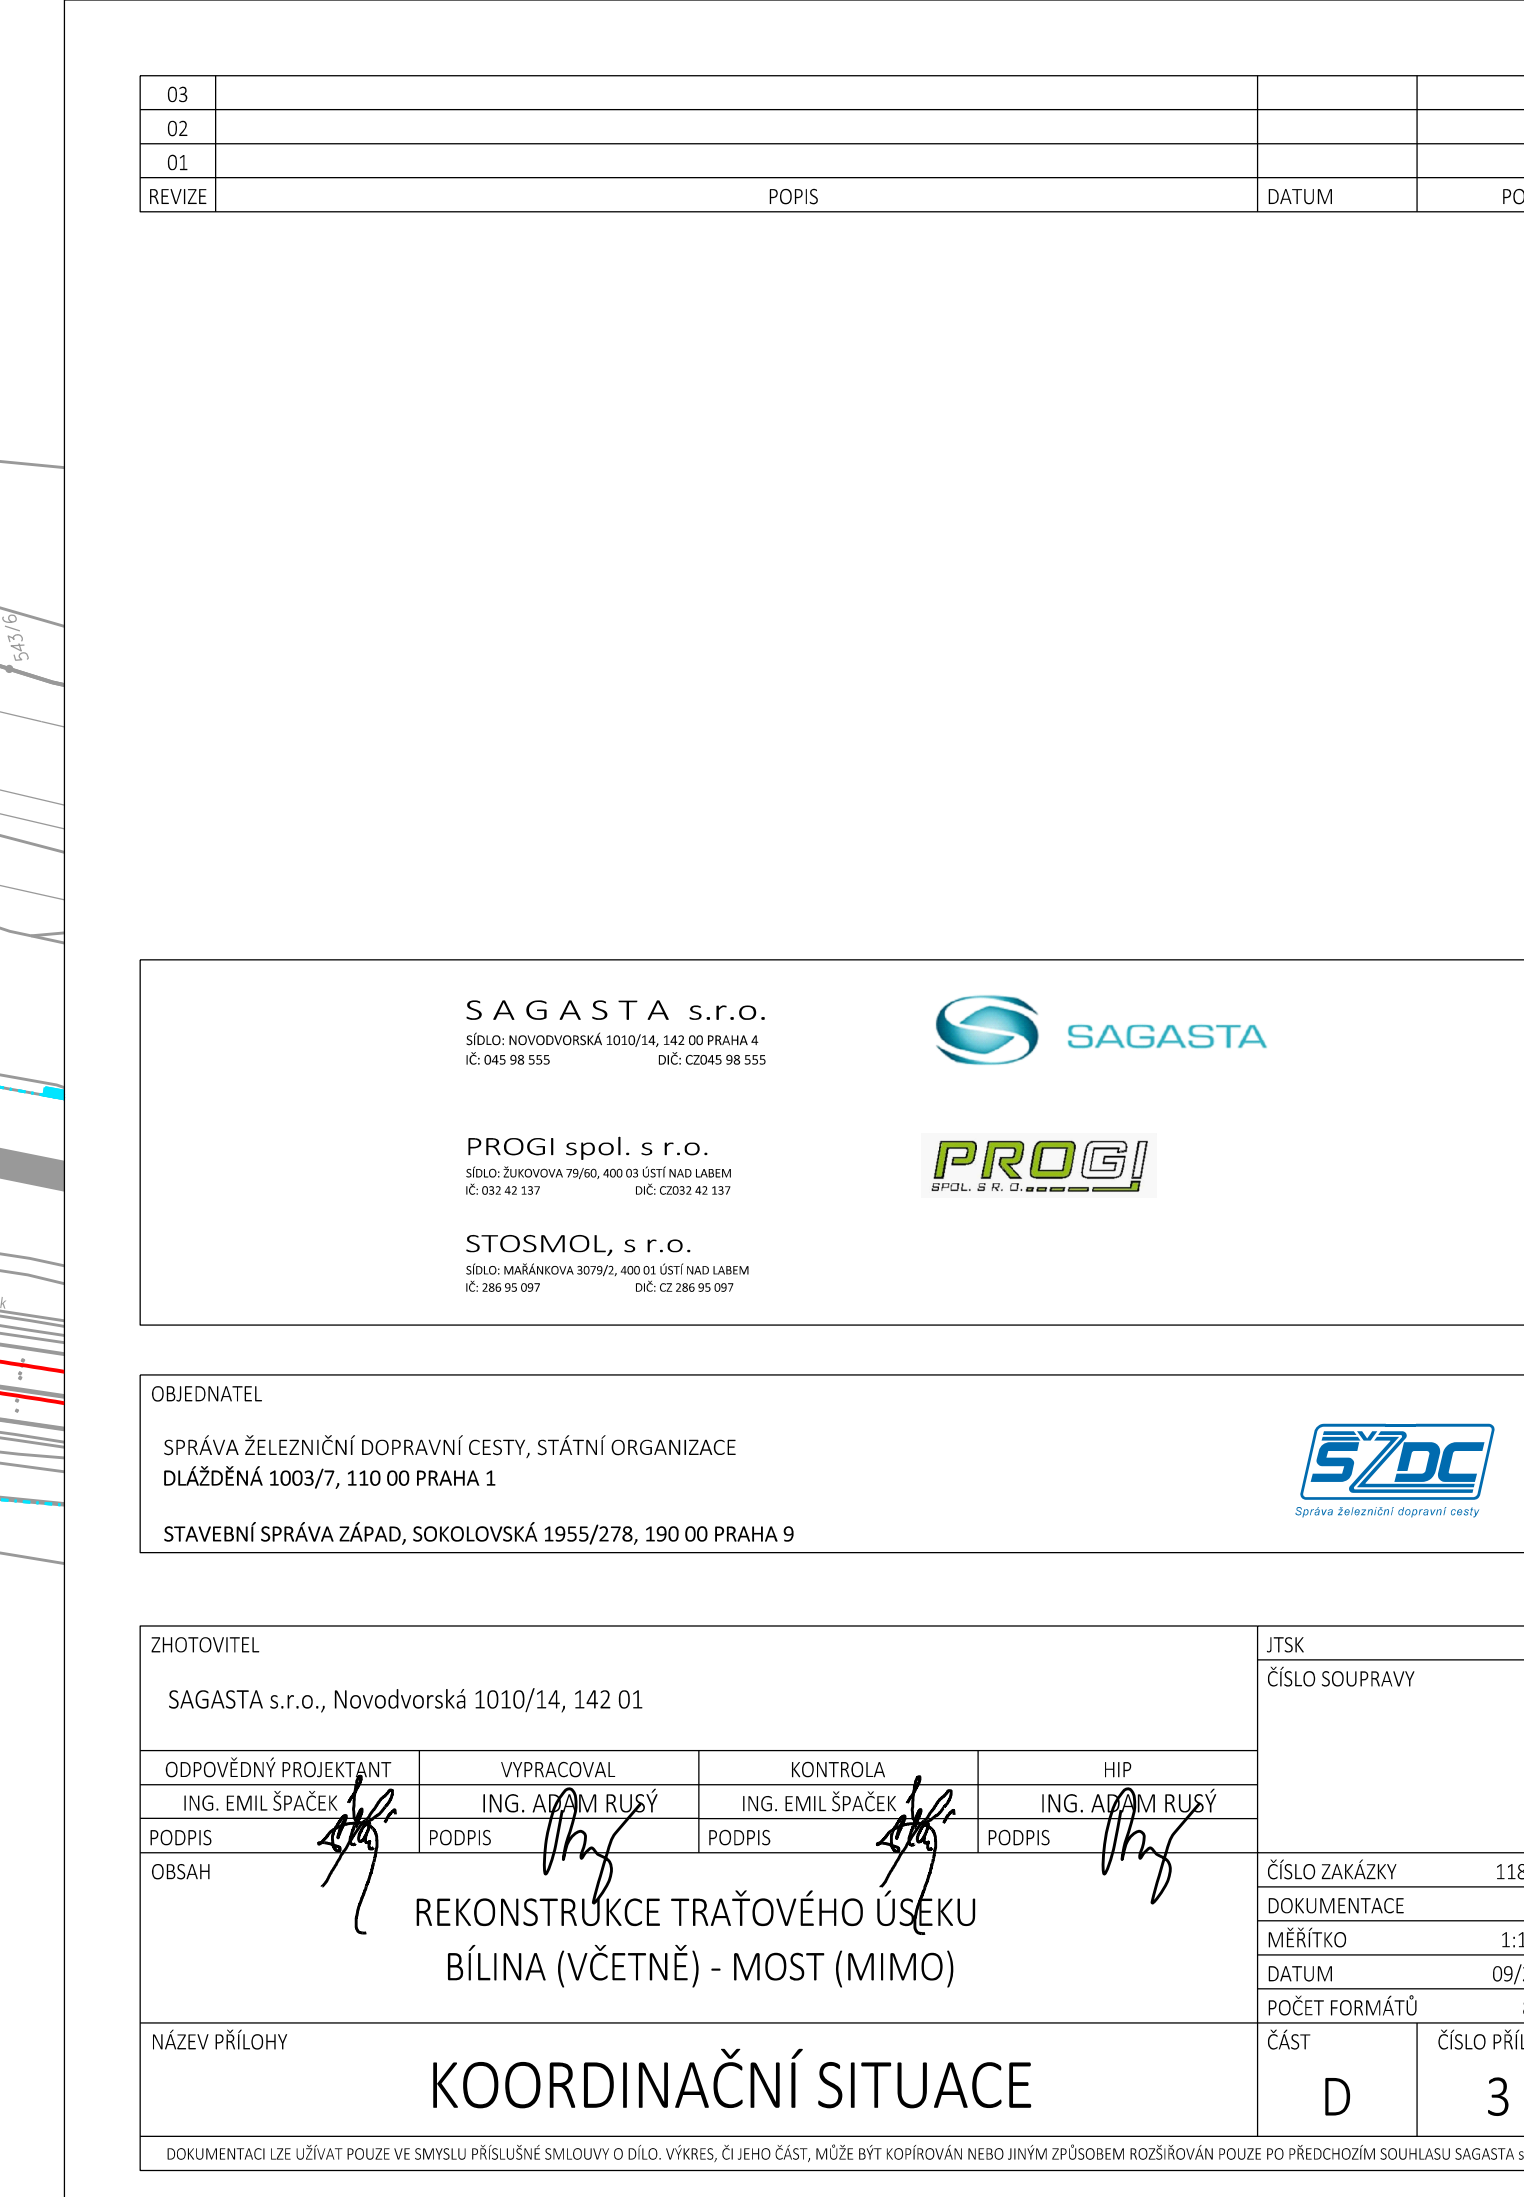 03
02
01
REVIZE POPIS DATUM
543/6
S A G A S T A s.r.o.
SÍDLO: NOVODVORSKÁ 1010/14, 142 00 PRAHA 4
IČ: 045 98 555 DIČ: CZ045 98 555
SAGASTA
PROGI spol. s r.o.
SÍDLO: ŽUKOVOVA 79/60, 400 03 ÚSTÍ NAD LABEM
IČ: 032 42 137 DIČ: CZ032 42 137
PROGI
SPOL. S R. O.
STOSMOL, s r.o.
SÍDLO: MAŘÁNKOVA 3079/2, 400 01 ÚSTÍ NAD LABEM
IČ: 286 95 097 DIČ: CZ 286 95 097
k
OBJEDNATEL
SPRÁVA ŽELEZNIČNÍ DOPRAVNÍ CESTY, STÁTNÍ ORGANIZACE
DLÁŽDĚNÁ 1003/7, 110 00 PRAHA 1
STAVEBNÍ SPRÁVA ZÁPAD, SOKOLOVSKÁ 1955/278, 190 00 PRAHA 9
SŽDC
Správa železniční dopravní cesty
ZHOTOVITEL
SAGASTA s.r.o., Novodvorská 1010/14, 142 01
JTSK
ČÍSLO SOUPRAVY
ODPOVĚDNÝ PROJEKTANT VYPRACOVAL KONTROLA HIP
ING. EMIL ŠPAČEK ING. ADAM RUSÝ ING. EMIL ŠPAČEK ING. ADAM RUSÝ
PODPIS PODPIS PODPIS PODPIS
OBSAH
REKONSTRUKCE TRAŤOVÉHO ÚSEKU
BÍLINA (VČETNĚ) - MOST (MIMO)
ČÍSLO ZAKÁZKY 118
DOKUMENTACE
MĚŘÍTKO 1:1
DATUM 09/
POČET FORMÁTŮ
NÁZEV PŘÍLOHY
KOORDINAČNÍ SITUACE
ČÁST ČÍSLO PŘÍL
D 3
DOKUMENTACI LZE UŽÍVAT POUZE VE SMYSLU PŘÍSLUŠNÉ SMLOUVY O DÍLO. VÝKRES, ČI JEHO ČÁST, MŮŽE BÝT KOPÍROVÁN NEBO JINÝM ZPŮSOBEM ROZŠIŘOVÁN POUZE PO PŘEDCHOZÍM SOUHLASU SAGASTA s